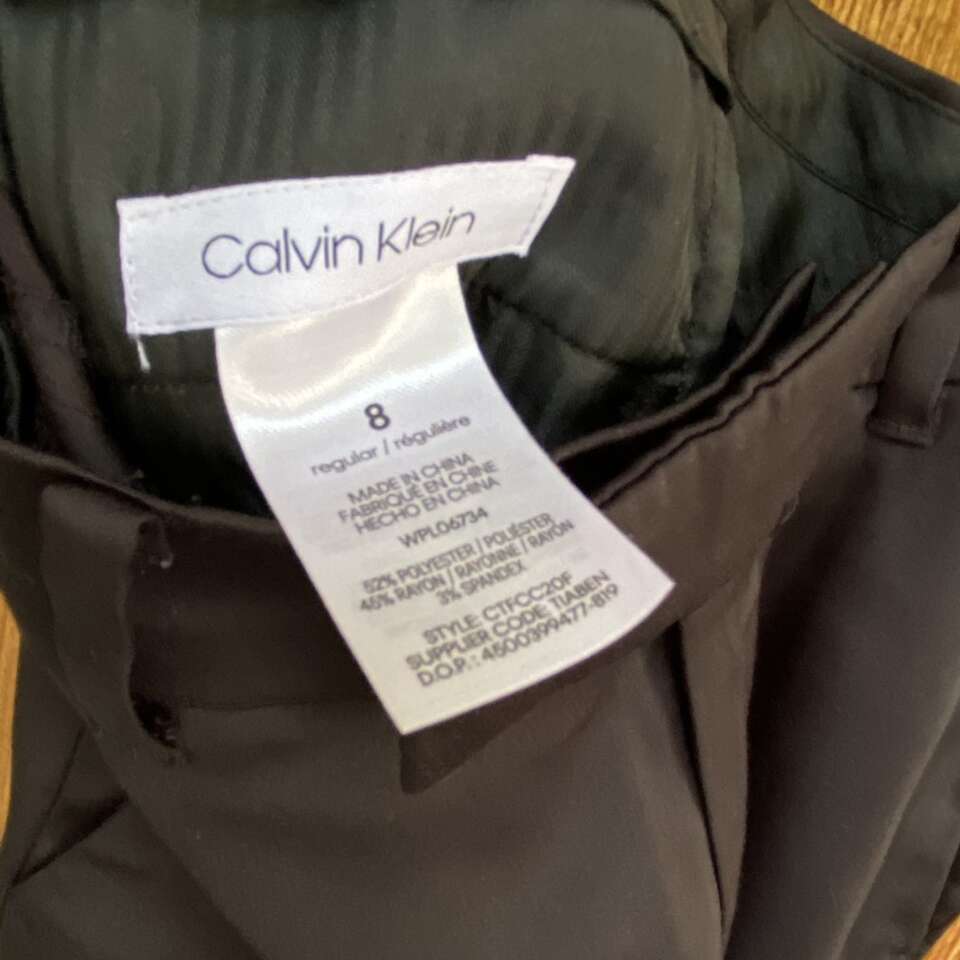 Calvin Klein
8
regular / régulière
MADE IN CHINA
FABRIQUÉ EN CHINE
HECHO EN CHINA
WPL06734
52% POLYESTER / POLIÉSTER
45% RAYON / RAYONNE / RAYÓN
3% SPANDEX
STYLE: CTFCC20F
SUPPLIER CODE: TIABEN
D.O.P.: 4500399477-819